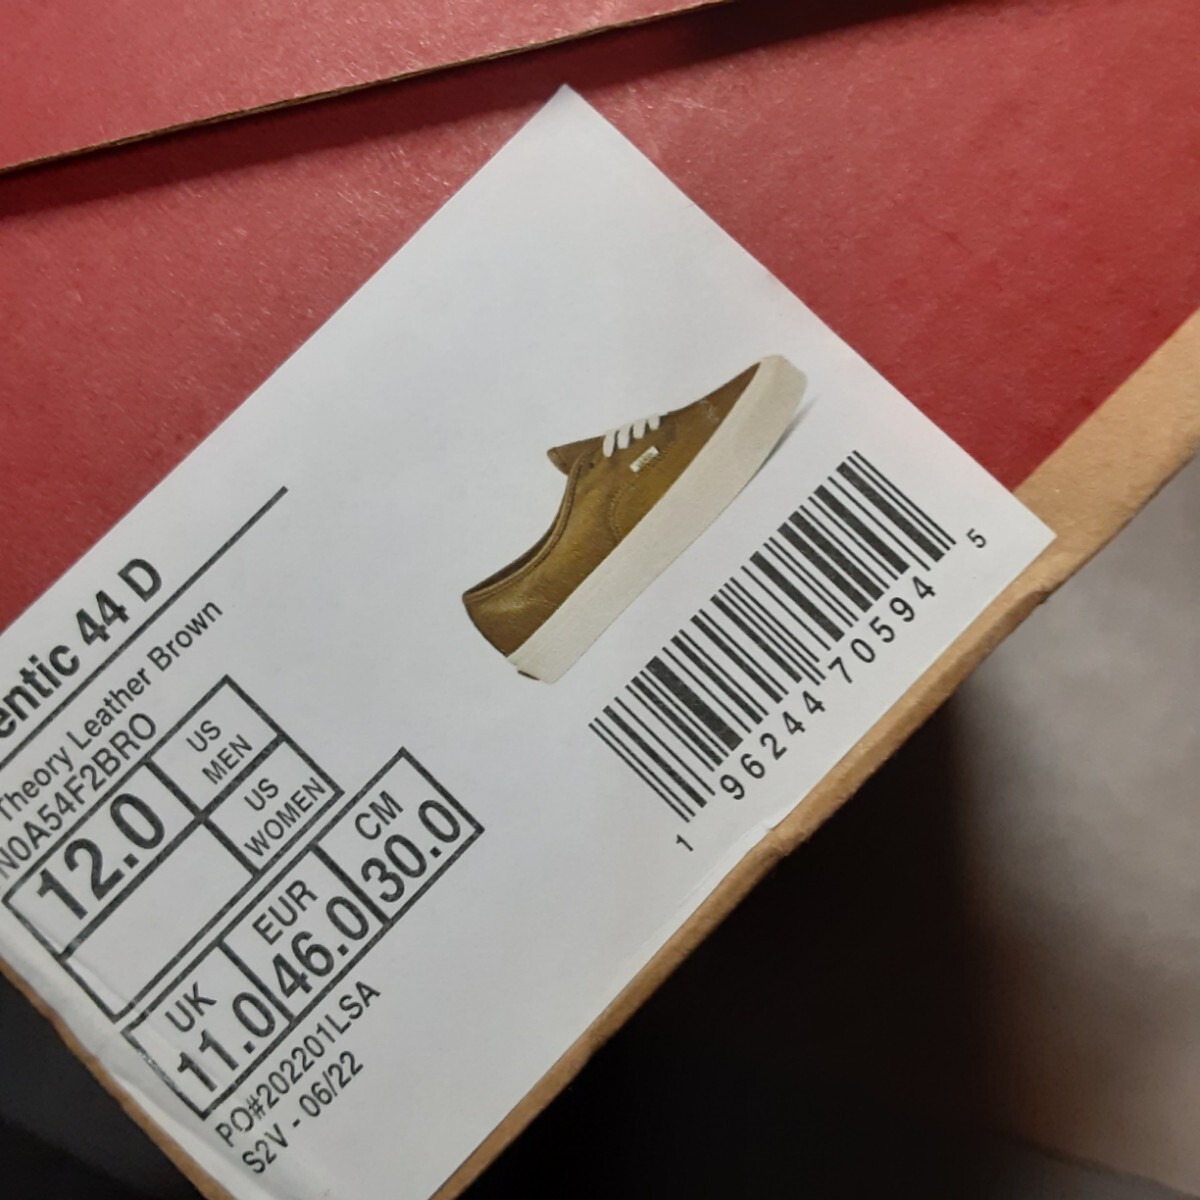 entic 44 D
Theory Leather Brown
N0A54F2BRO
12.0 US MEN
US WOMEN
UK EUR CM
11.0 46.0 30.0
PO#202201LSA
S2V - 06/22
1 96244 70594 5